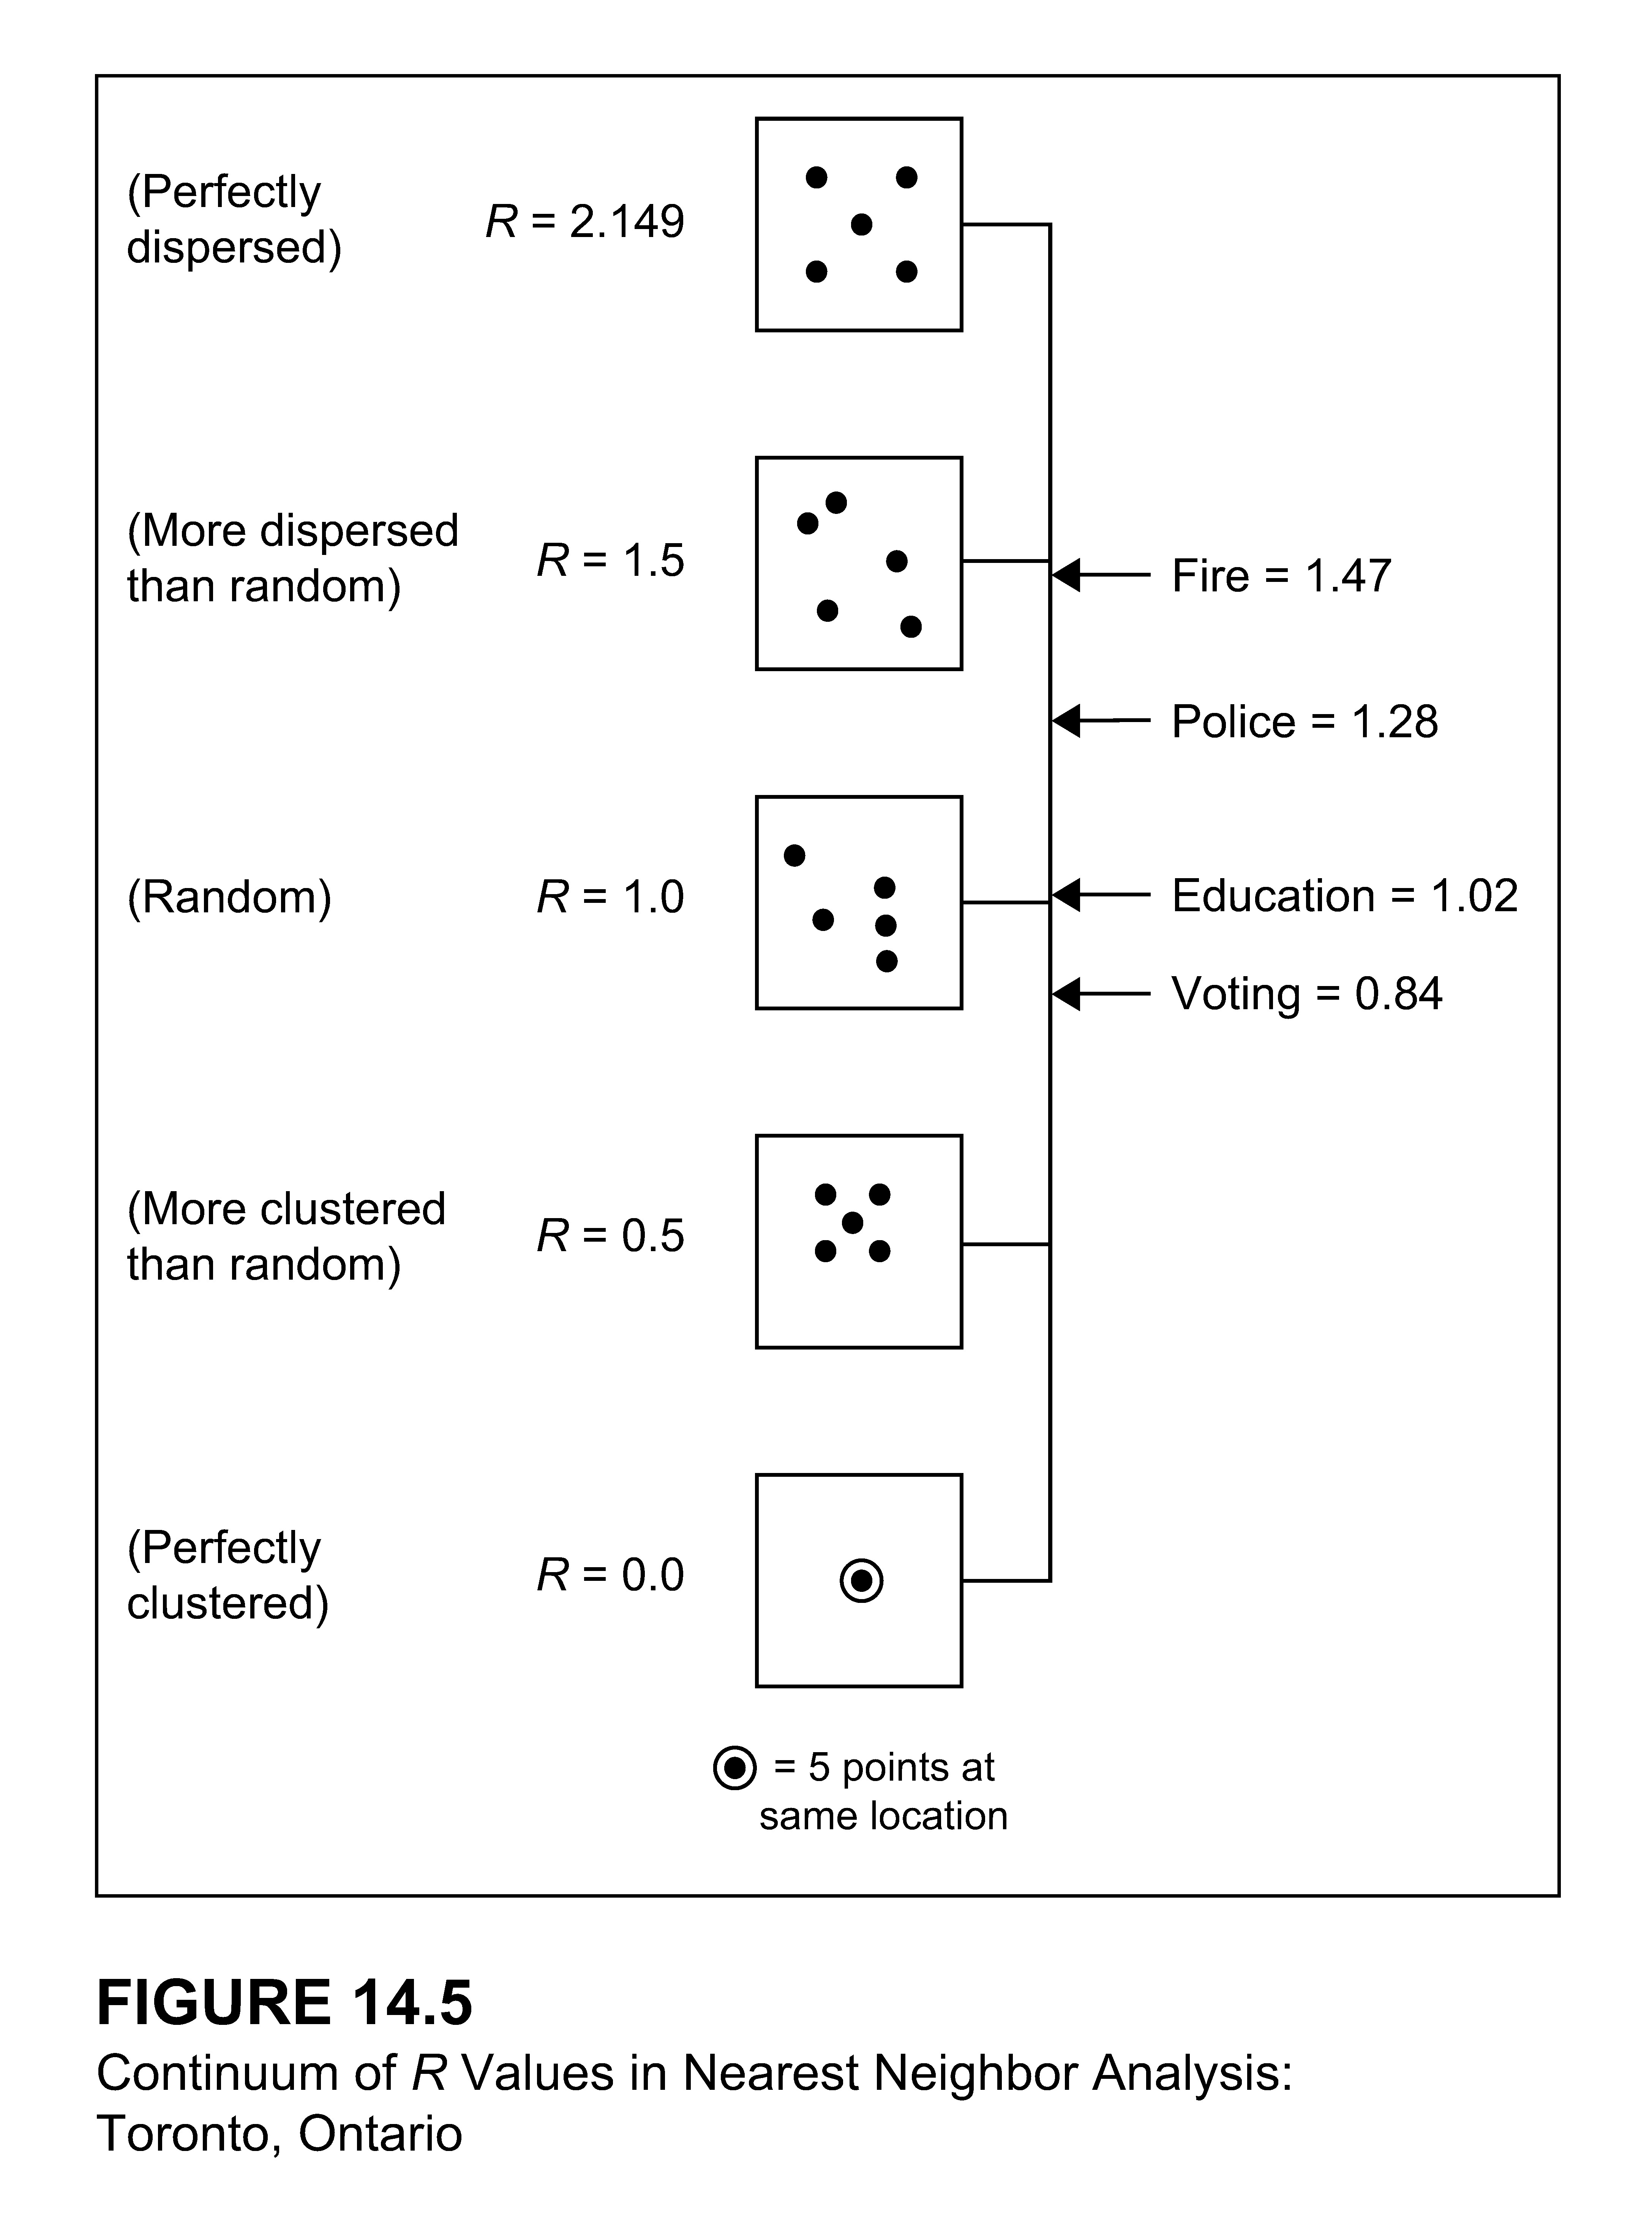 (Perfectly
dispersed)
R = 2.149
(More dispersed
than random)
R = 1.5
Fire = 1.47
Police = 1.28
(Random)
R = 1.0
Education = 1.02
Voting = 0.84
(More clustered
than random)
R = 0.5
(Perfectly
clustered)
R = 0.0
= 5 points at
same location
FIGURE 14.5
Continuum of R Values in Nearest Neighbor Analysis:
Toronto, Ontario